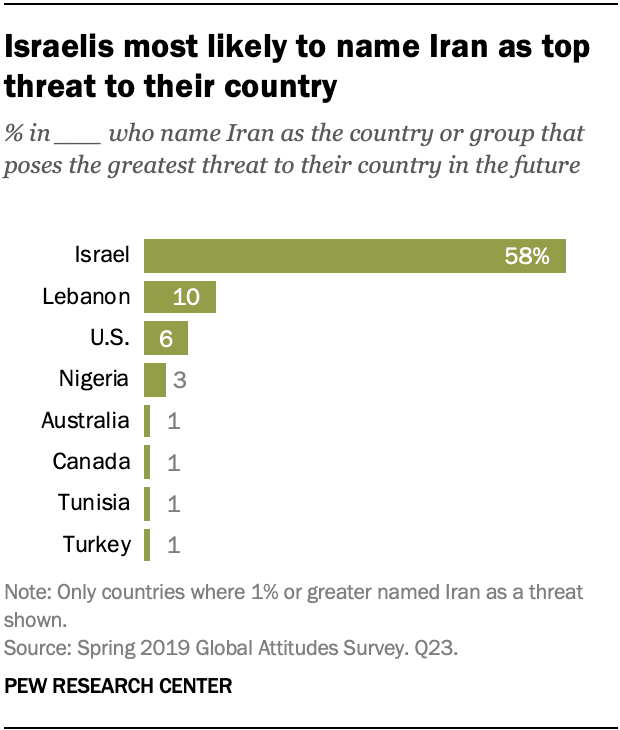 Israelis most likely to name Iran as top
threat to their country
% in ____ who name Iran as the country or group that
poses the greatest threat to their country in the future
Israel 58%
Lebanon 10
U.S. 6
Nigeria 3
Australia 1
Canada 1
Tunisia 1
Turkey 1
Note: Only countries where 1% or greater named Iran as a threat
shown.
Source: Spring 2019 Global Attitudes Survey. Q23.
PEW RESEARCH CENTER